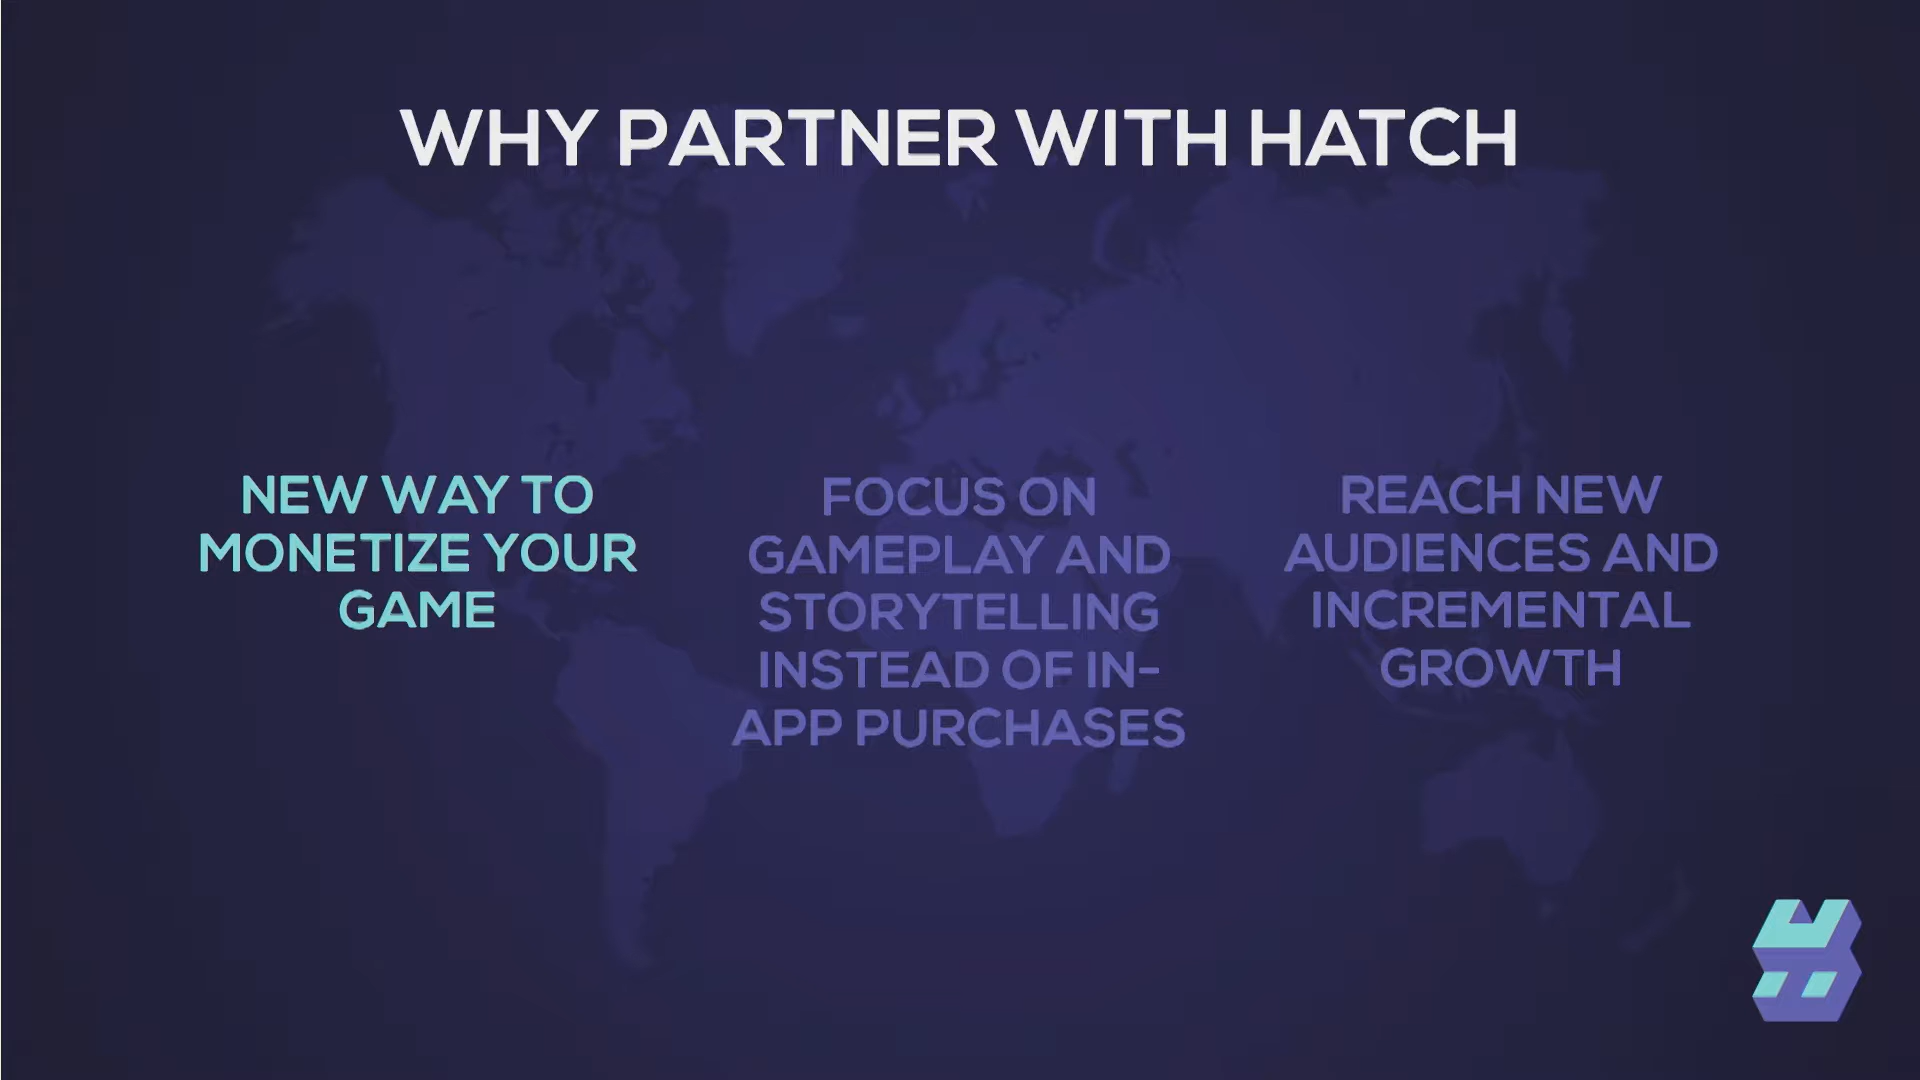 WHY PARTNER WITH HATCH
NEW WAY TO
MONETIZE YOUR
GAME
FOCUS ON
GAMEPLAY AND
STORYTELLING
INSTEAD OF IN-
APP PURCHASES
REACH NEW
AUDIENCES AND
INCREMENTAL
GROWTH